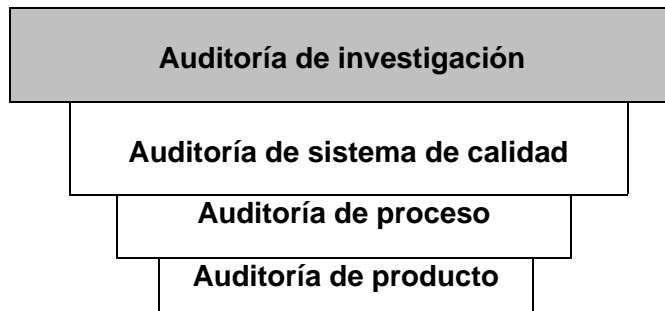 Auditoría de investigación
Auditoría de sistema de calidad
Auditoría de proceso
Auditoría de producto